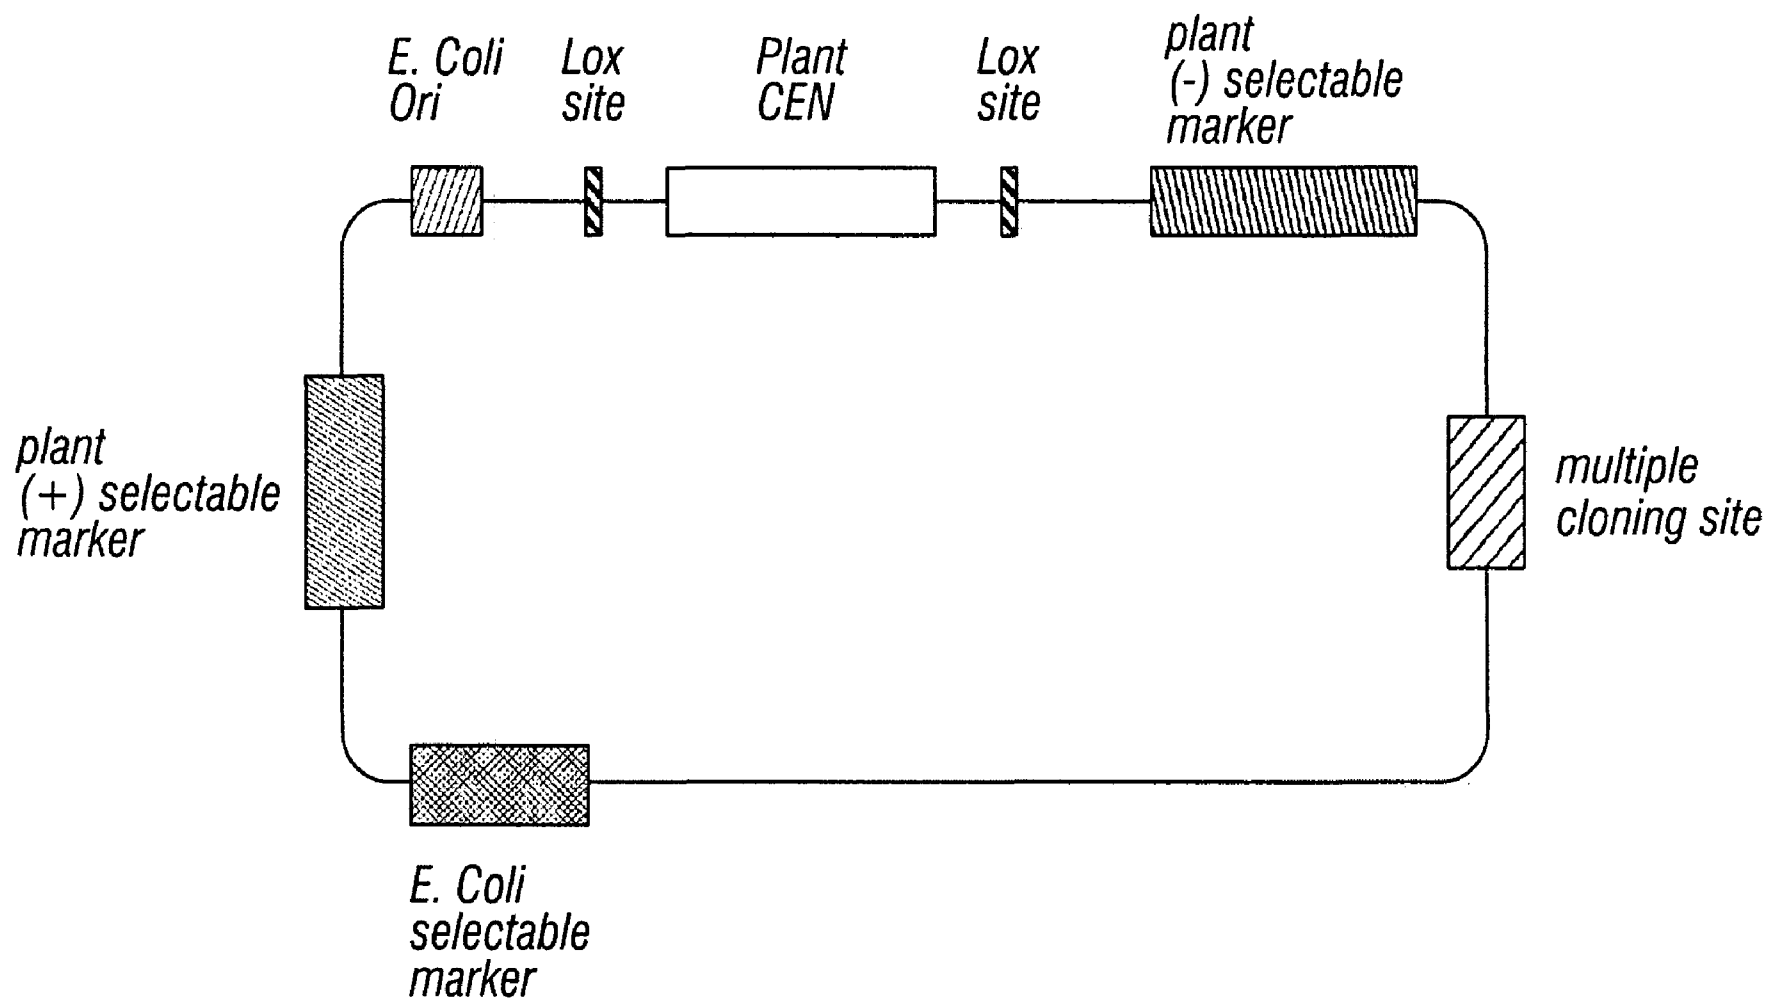 E. Coli
Ori
Lox
site
Plant
CEN
Lox
site
plant
(-) selectable
marker
plant
(+) selectable
marker
multiple
cloning site
E. Coli
selectable
marker